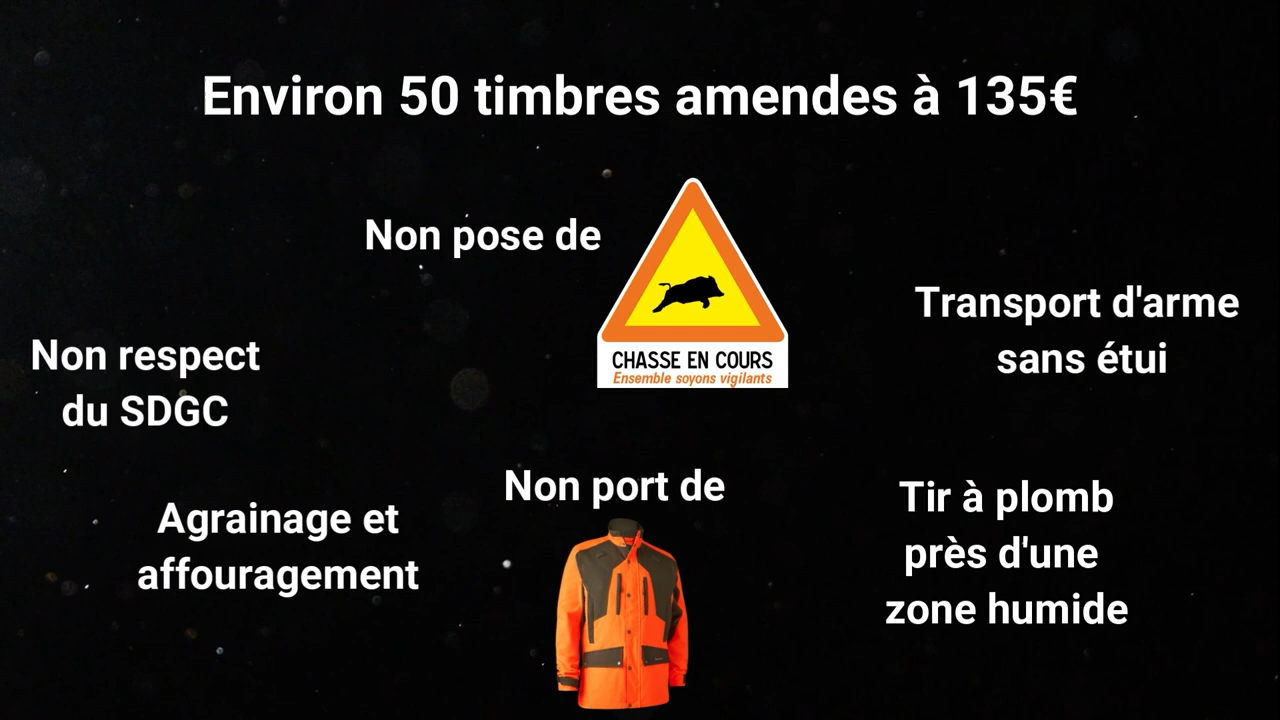 Environ 50 timbres amendes à 135€
Non pose de
CHASSE EN COURS
Ensemble soyons vigilants
Transport d'arme
sans étui
Non respect
du SDGC
Non port de
Agrainage et
affouragement
Tir à plomb
près d'une
zone humide